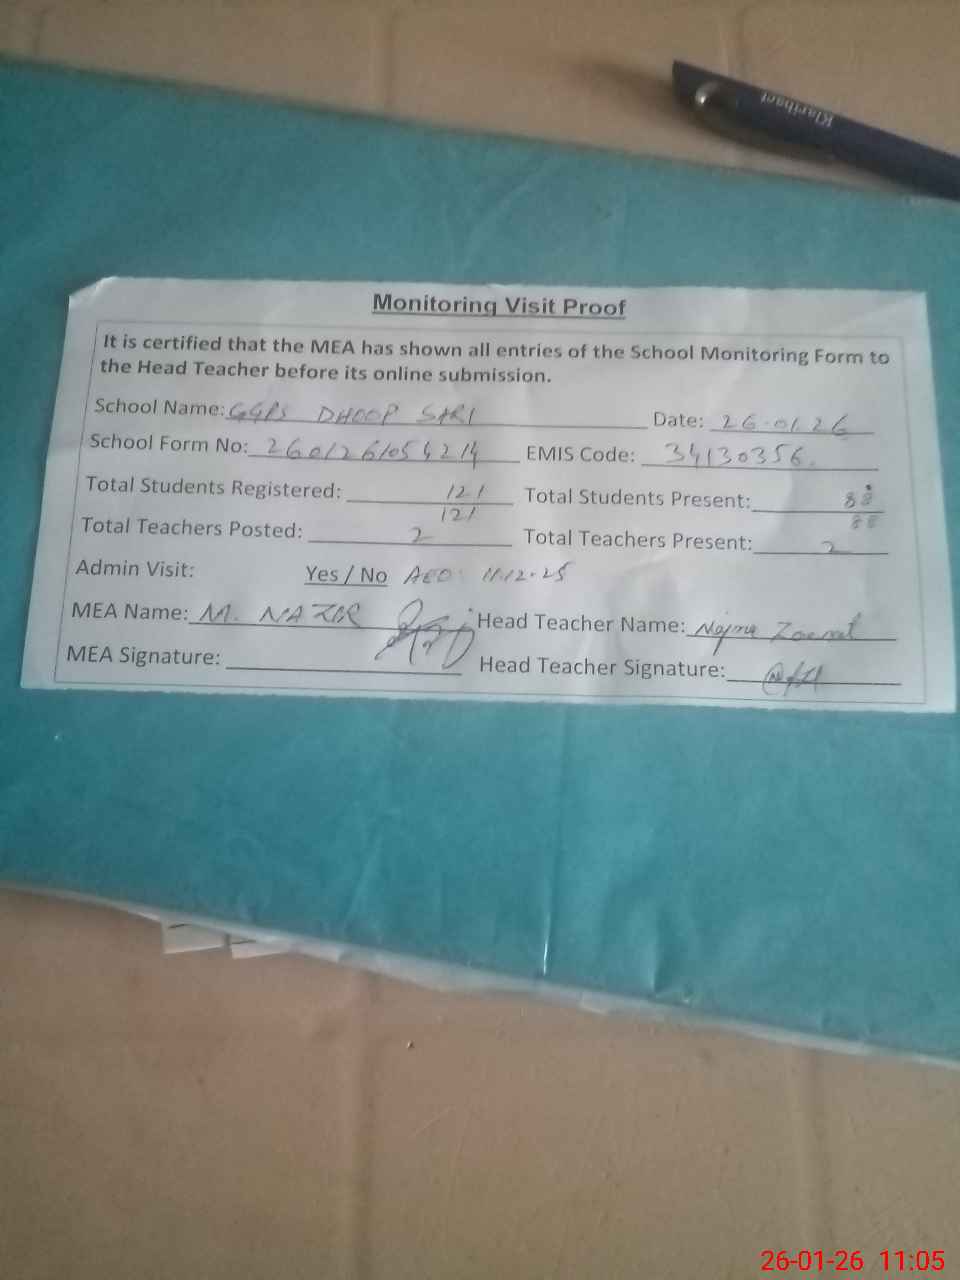 Klarihant
Monitoring Visit Proof
It is certified that the MEA has shown all entries of the School Monitoring Form to
the Head Teacher before its online submission.
School Name: GGPS DHOOP SARI Date: 26-01.26
School Form No: 2601261054214 EMIS Code: 34130356.
Total Students Registered: 121 Total Students Present: 88
121 88
Total Teachers Posted: 2 Total Teachers Present: 2
Admin Visit: Yes / No AEO: 11.12.25
MEA Name: M. NAZIR Head Teacher Name: Najma
MEA Signature: Head Teacher Signature:
26-01-26 11:05